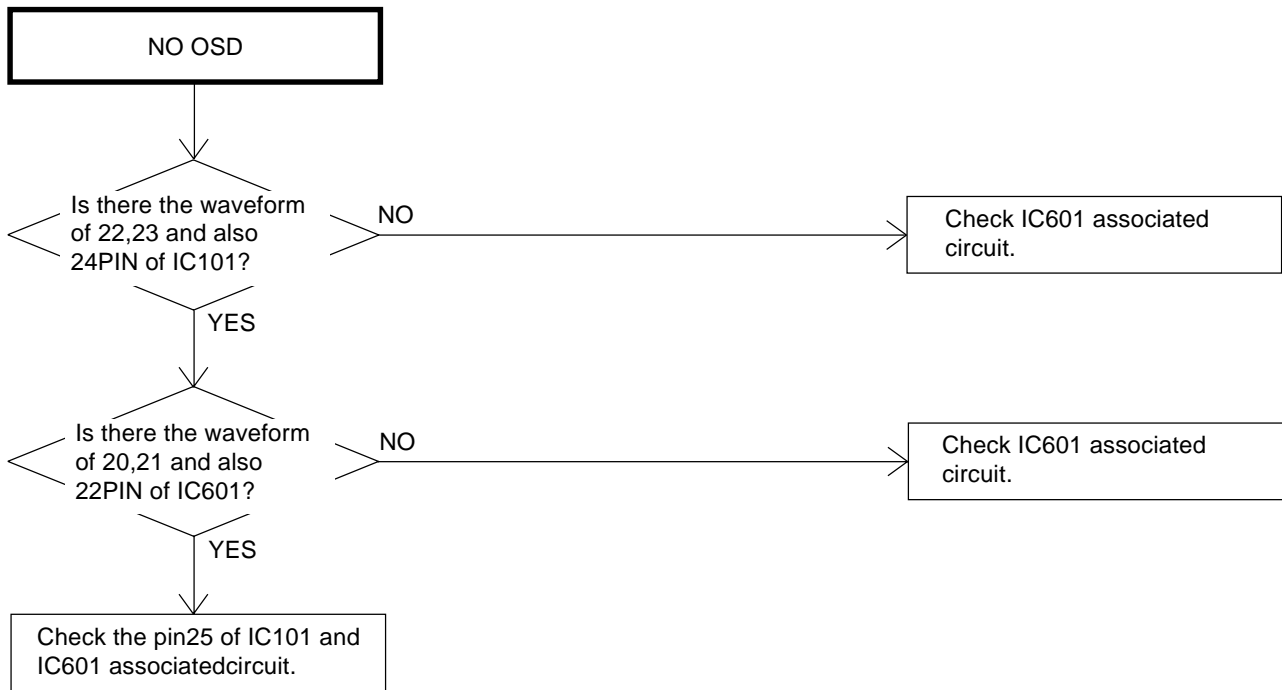 NO OSD
Is there the waveform
of 22,23 and also
24PIN of IC101?
NO
Check IC601 associated
circuit.
YES
Is there the waveform
of 20,21 and also
22PIN of IC601?
NO
Check IC601 associated
circuit.
YES
Check the pin25 of IC101 and
IC601 associatedcircuit.